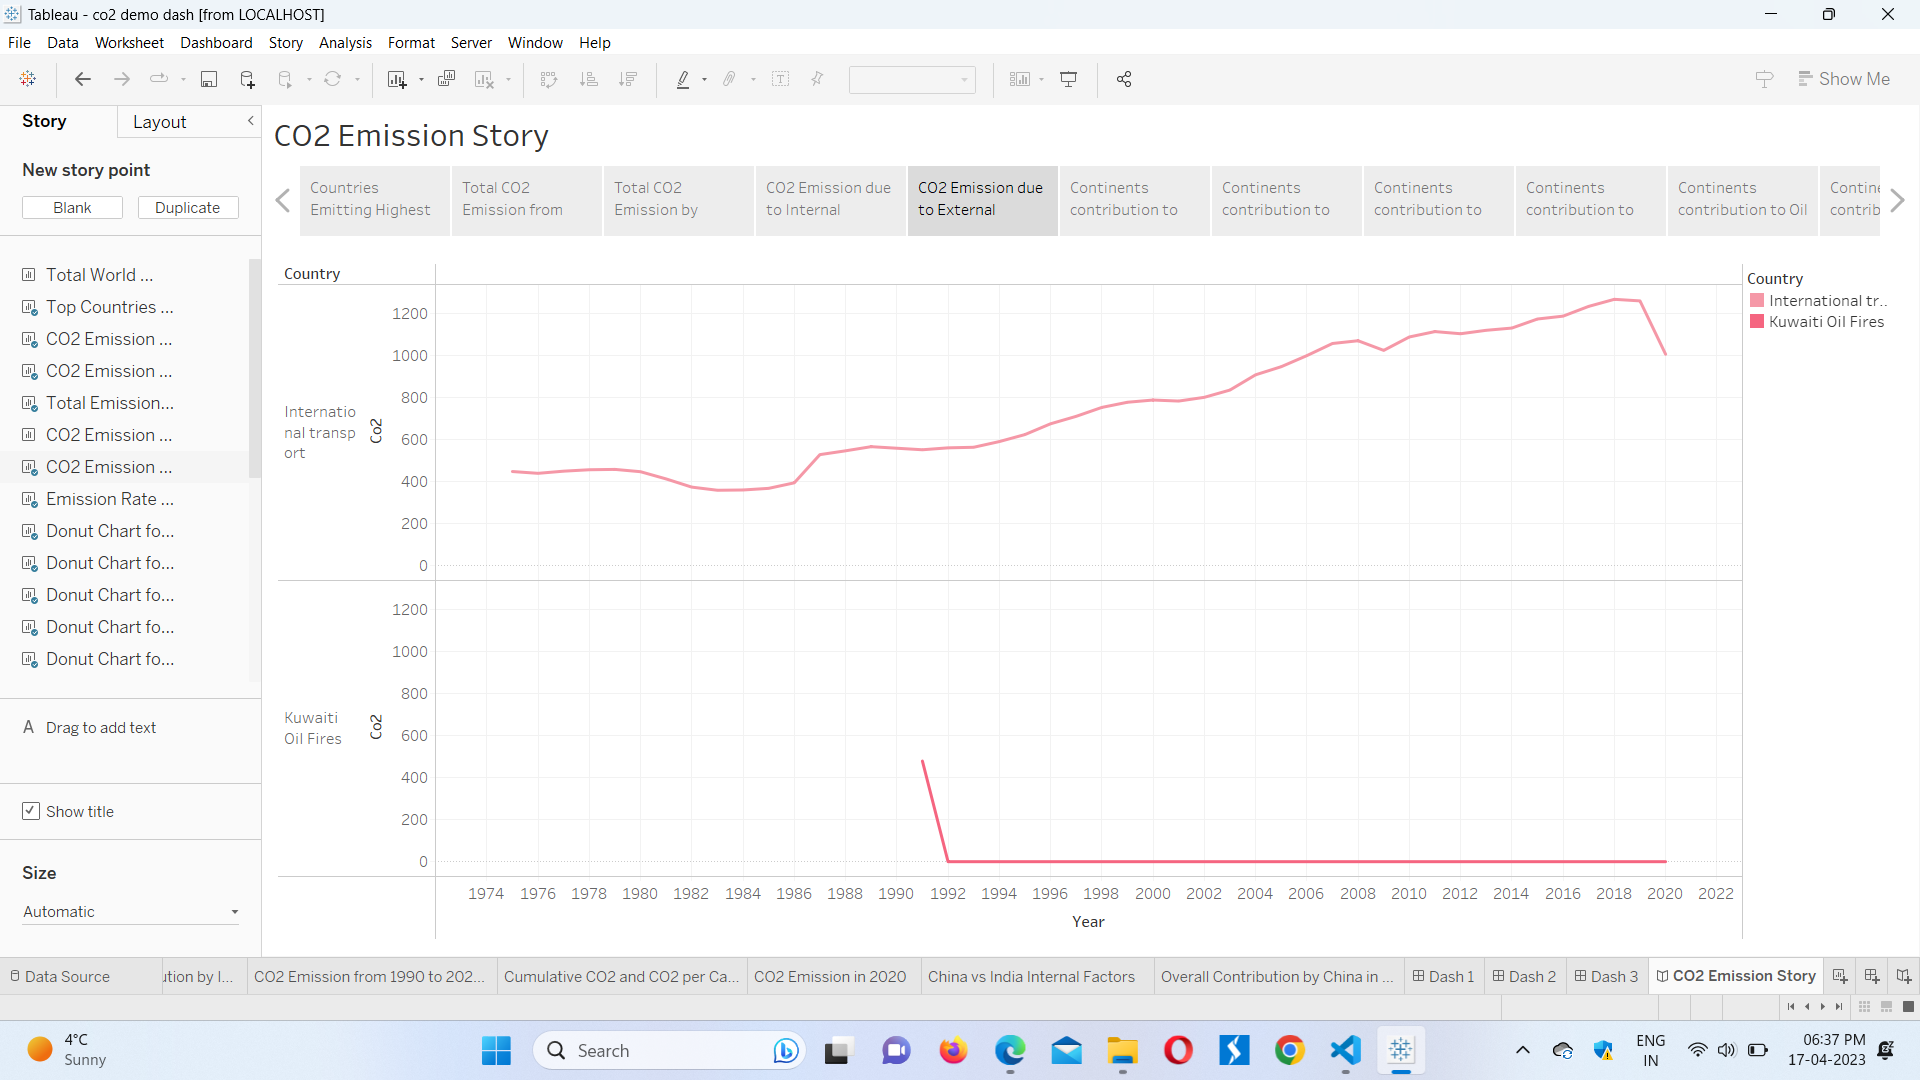 Tableau - co2 demo dash [from LOCALHOST]
File Data Worksheet Dashboard Story Analysis Format Server Window Help
Show Me
Story
Layout
New story point
Blank
Duplicate
Total World ...
Top Countries ...
CO2 Emission ...
CO2 Emission ...
Total Emission...
CO2 Emission ...
CO2 Emission ...
Emission Rate ...
Donut Chart fo...
Donut Chart fo...
Donut Chart fo...
Donut Chart fo...
Donut Chart fo...
A Drag to add text
Show title
Size
Automatic
CO2 Emission Story
Countries
Emitting Highest
Total CO2
Emission from
Total CO2
Emission by
CO2 Emission due
to Internal
CO2 Emission due
to External
Continents
contribution to
Continents
contribution to
Continents
contribution to
Continents
contribution to
Continents
contribution to Oil
Contine
contrib
Country
Internatio
nal transp
ort
Co2
1200
1000
800
600
400
200
0
Kuwaiti
Oil Fires
Co2
1200
1000
800
600
400
200
0
1974 1976 1978 1980 1982 1984 1986 1988 1990 1992 1994 1996 1998 2000 2002 2004 2006 2008 2010 2012 2014 2016 2018 2020 2022
Year
Country
International tr..
Kuwaiti Oil Fires
Data Source
ution by I...
CO2 Emission from 1990 to 202...
Cumulative CO2 and CO2 per Ca...
CO2 Emission in 2020
China vs India Internal Factors
Overall Contribution by China in ...
Dash 1
Dash 2
Dash 3
CO2 Emission Story
4°C
Sunny
Search
ENG
IN
06:37 PM
17-04-2023